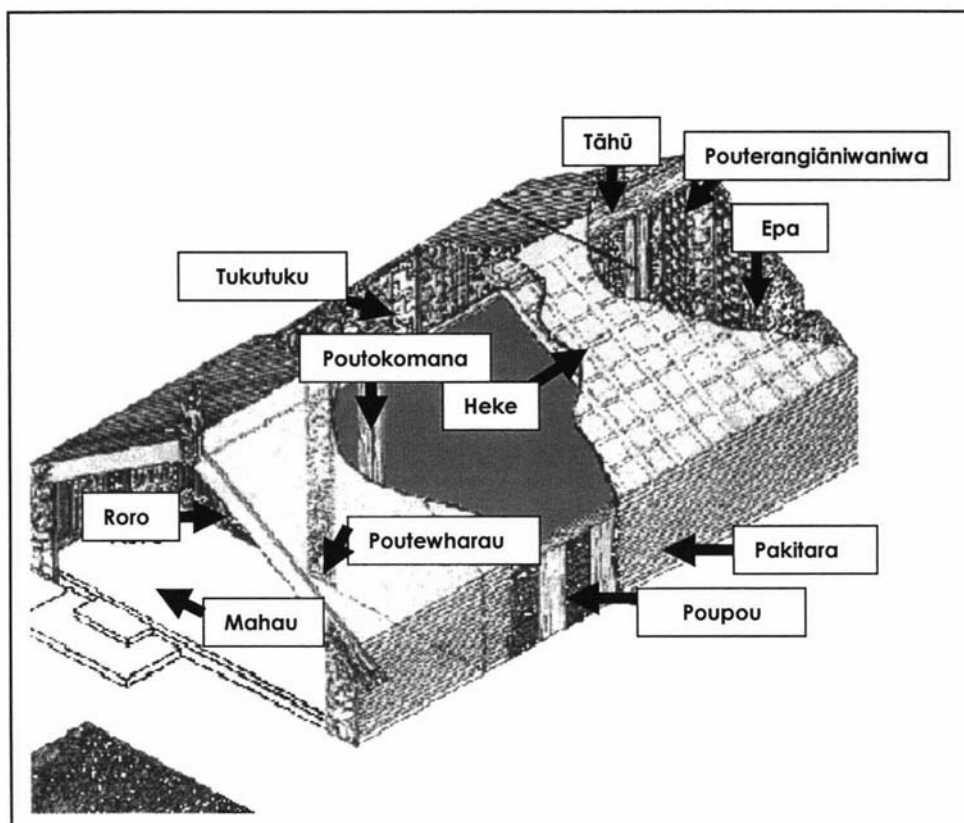 Tāhū
Pouterangiāniwaniwa
Epa
Tukutuku
Poutokomana
Heke
Roro
Poutewharau
Pakitara
Mahau
Poupou